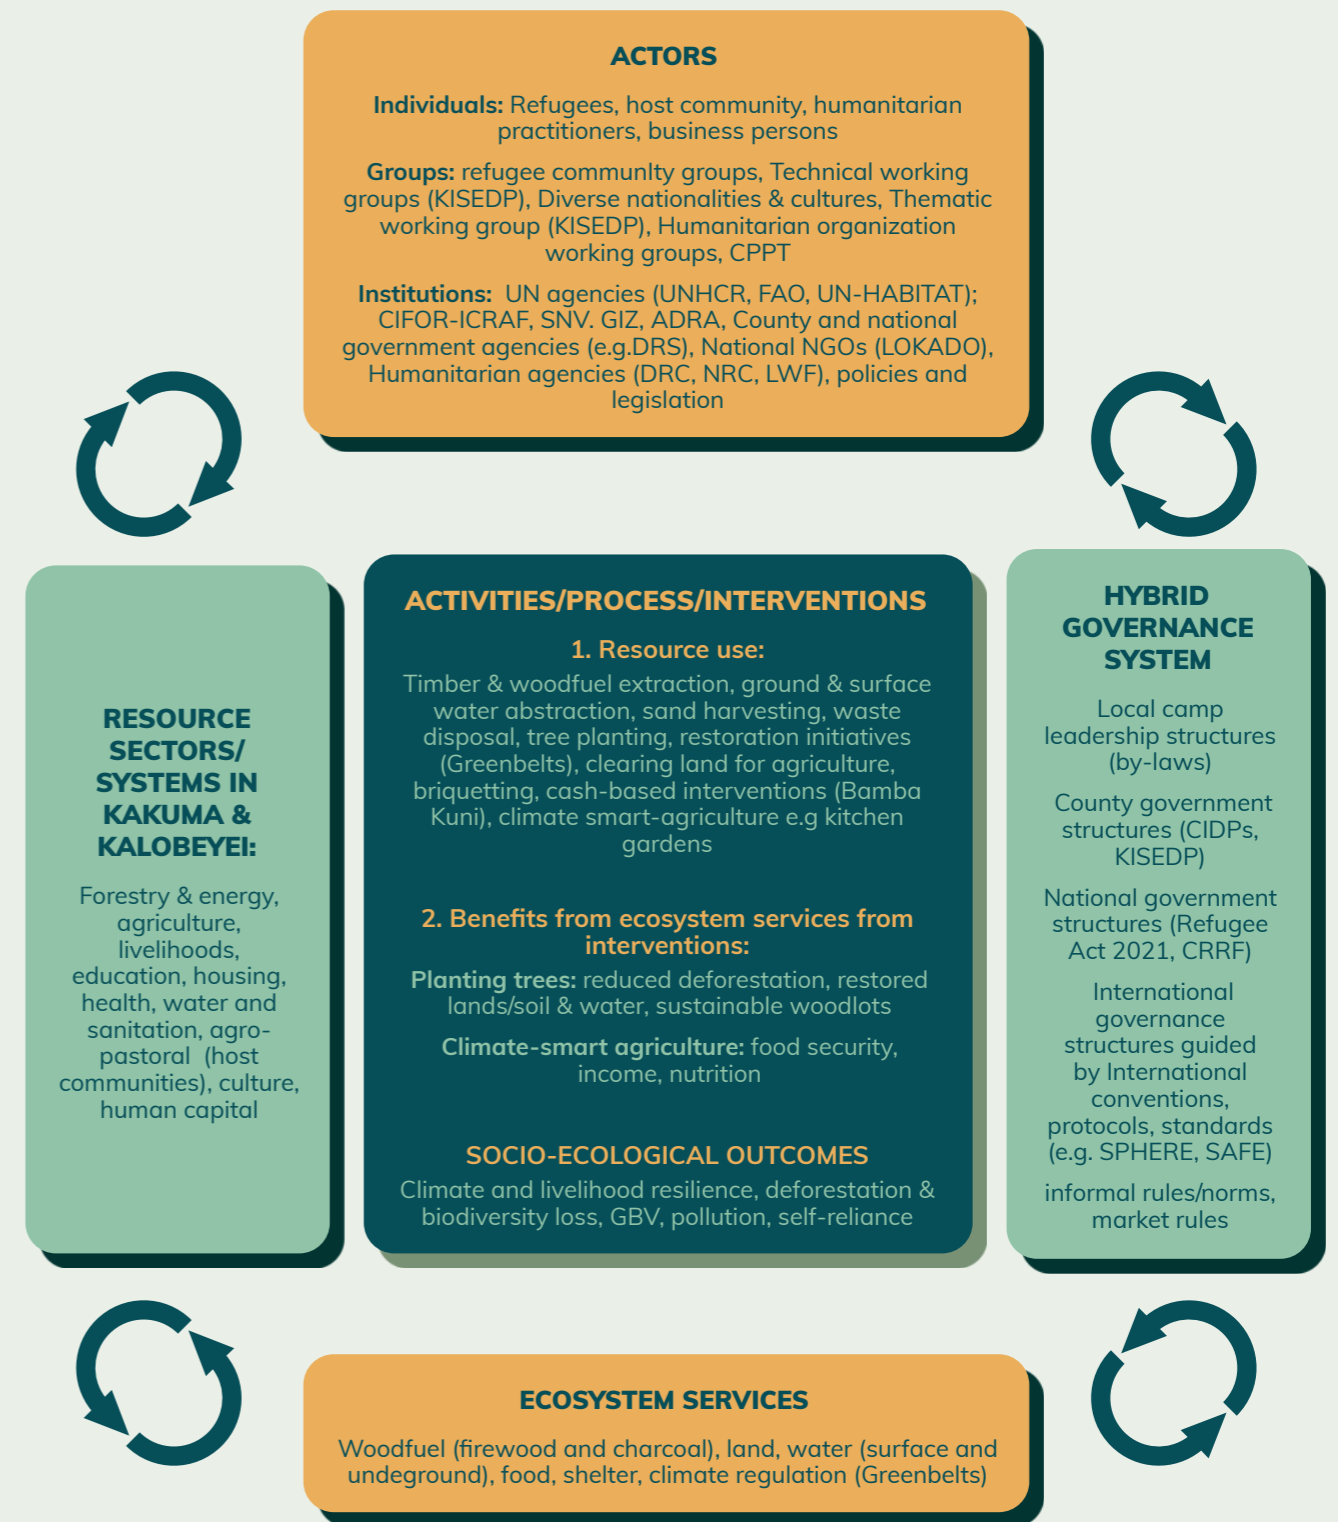 ACTORS
Individuals: Refugees, host community, humanitarian
practitioners, business persons
Groups: refugee communIty groups, Technical working
groups (KISEDP), Diverse nationalities & cultures, Thematic
working group (KISEDP), Humanitarian organization
working groups, CPPT
Institutions: UN agencies (UNHCR, FAO, UN-HABITAT);
CIFOR-ICRAF, SNV. GIZ, ADRA, County and national
government agencies (e.g.DRS), National NGOs (LOKADO),
Humanitarian agencies (DRC, NRC, LWF), policies and
legislation
RESOURCE
SECTORS/
SYSTEMS IN
KAKUMA &
KALOBEYEI:
Forestry & energy,
agriculture,
livelihoods,
education, housing,
health, water and
sanitation, agro-
pastoral (host
communities), culture,
human capital
ACTIVITIES/PROCESS/INTERVENTIONS
1. Resource use:
Timber & woodfuel extraction, ground & surface
water abstraction, sand harvesting, waste
disposal, tree planting, restoration initiatives
(Greenbelts), clearing land for agriculture,
briquetting, cash-based interventions (Bamba
Kuni), climate smart-agriculture e.g kitchen
gardens
2. Benefits from ecosystem services from
interventions:
Planting trees: reduced deforestation, restored
lands/soil & water, sustainable woodlots
Climate-smart agriculture: food security,
income, nutrition
SOCIO-ECOLOGICAL OUTCOMES
Climate and livelihood resilience, deforestation &
biodiversity loss, GBV, pollution, self-reliance
HYBRID
GOVERNANCE
SYSTEM
Local camp
leadership structures
(by-laws)
County government
structures (CIDPs,
KISEDP)
National government
structures (Refugee
Act 2021, CRRF)
International
governance
structures guided
by International
conventions,
protocols, standards
(e.g. SPHERE, SAFE)
informal rules/norms,
market rules
ECOSYSTEM SERVICES
Woodfuel (firewood and charcoal), land, water (surface and
undeground), food, shelter, climate regulation (Greenbelts)